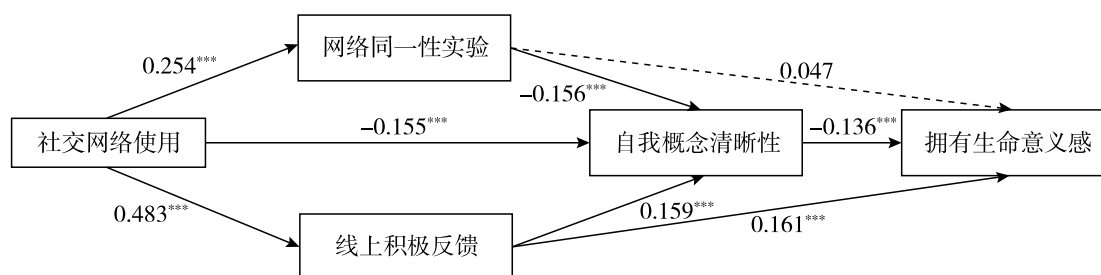 网络同一性实验
0.254***
0.047
-0.156***
社交网络使用
-0.155***
自我概念清晰性
-0.136***
拥有生命意义感
0.483***
0.159***
0.161***
线上积极反馈